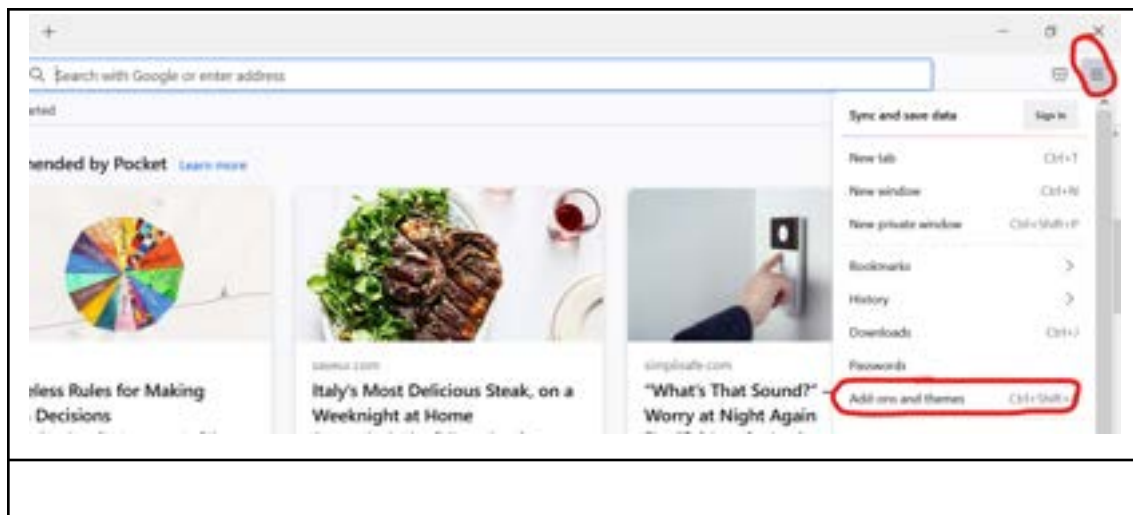 Search with Google or enter address
Sync and save data
Sign In
New tab
Ctrl+T
New window
Ctrl+N
New private window
Ctrl+Shift+P
Bookmarks
History
Downloads
Ctrl+J
Passwords
Add-ons and themes
Ctrl+Shift+
arted
nended by Pocket Learn more
eless Rules for Making
Decisions
saveur.com
Italy's Most Delicious Steak, on a
Weeknight at Home
simplisafe.com
"What's That Sound?" –
Worry at Night Again